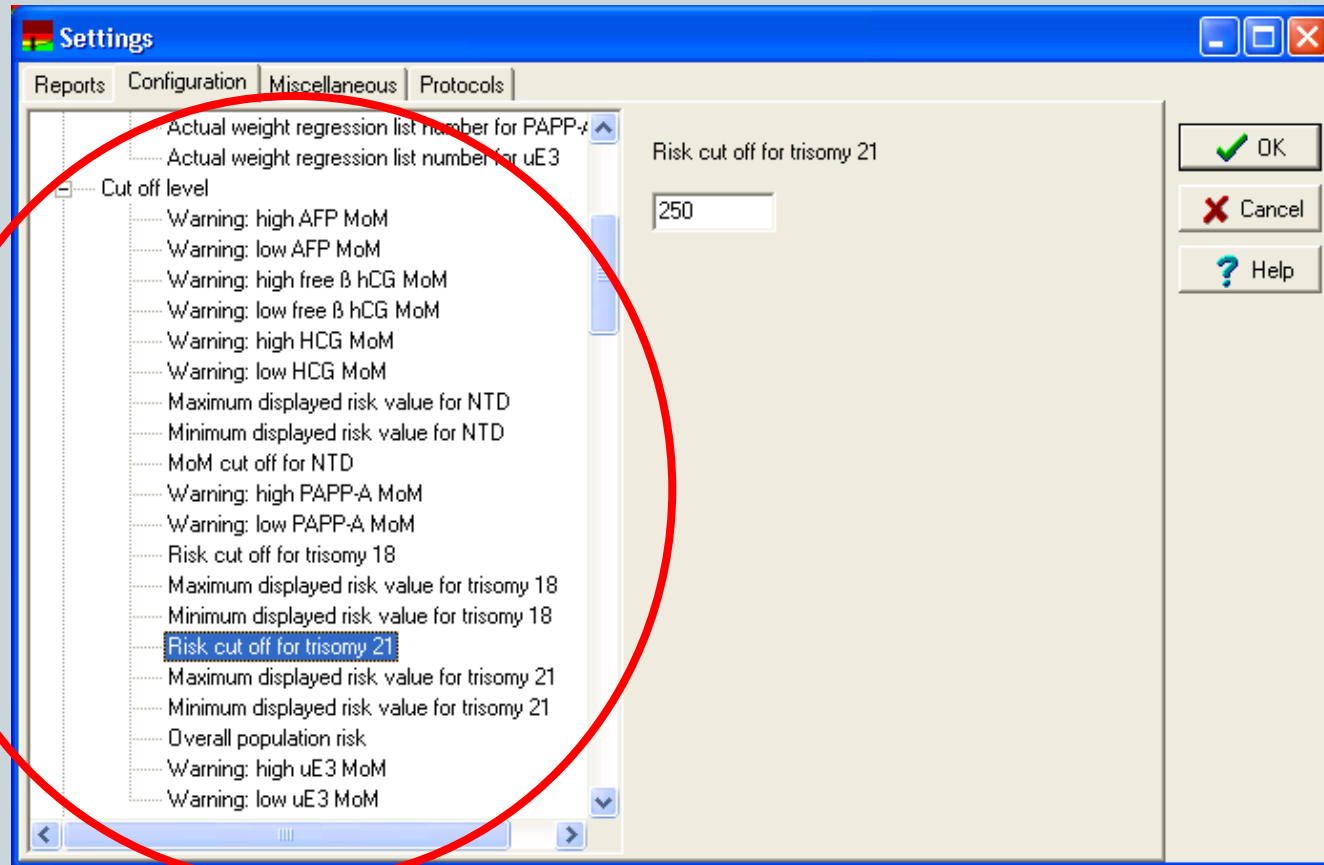 Settings
Reports Configuration Miscellaneous Protocols
Actual weight regression list number for PAPP-A
Actual weight regression list number for uE3
Cut off level
Warning: high AFP MoM
Warning: low AFP MoM
Warning: high free ß hCG MoM
Warning: low free ß hCG MoM
Warning: high HCG MoM
Warning: low HCG MoM
Maximum displayed risk value for NTD
Minimum displayed risk value for NTD
MoM cut off for NTD
Warning: high PAPP-A MoM
Warning: low PAPP-A MoM
Risk cut off for trisomy 18
Maximum displayed risk value for trisomy 18
Minimum displayed risk value for trisomy 18
Risk cut off for trisomy 21
Maximum displayed risk value for trisomy 21
Minimum displayed risk value for trisomy 21
Overall population risk
Warning: high uE3 MoM
Warning: low uE3 MoM
Risk cut off for trisomy 21
250
OK
Cancel
Help